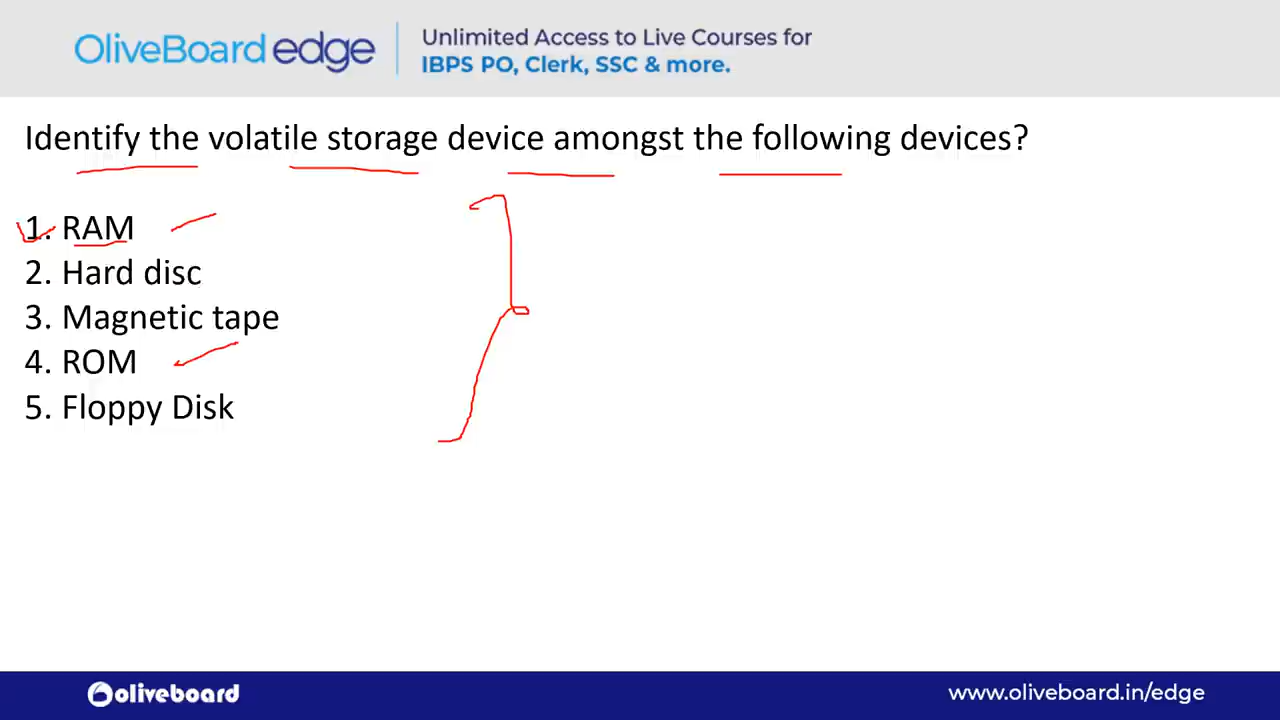 OliveBoard edge
Unlimited Access to Live Courses for
IBPS PO, Clerk, SSC & more.
Identify the volatile storage device amongst the following devices?
1. RAM
2. Hard disc
3. Magnetic tape
4. ROM
5. Floppy Disk
oliveboard
www.oliveboard.in/edge